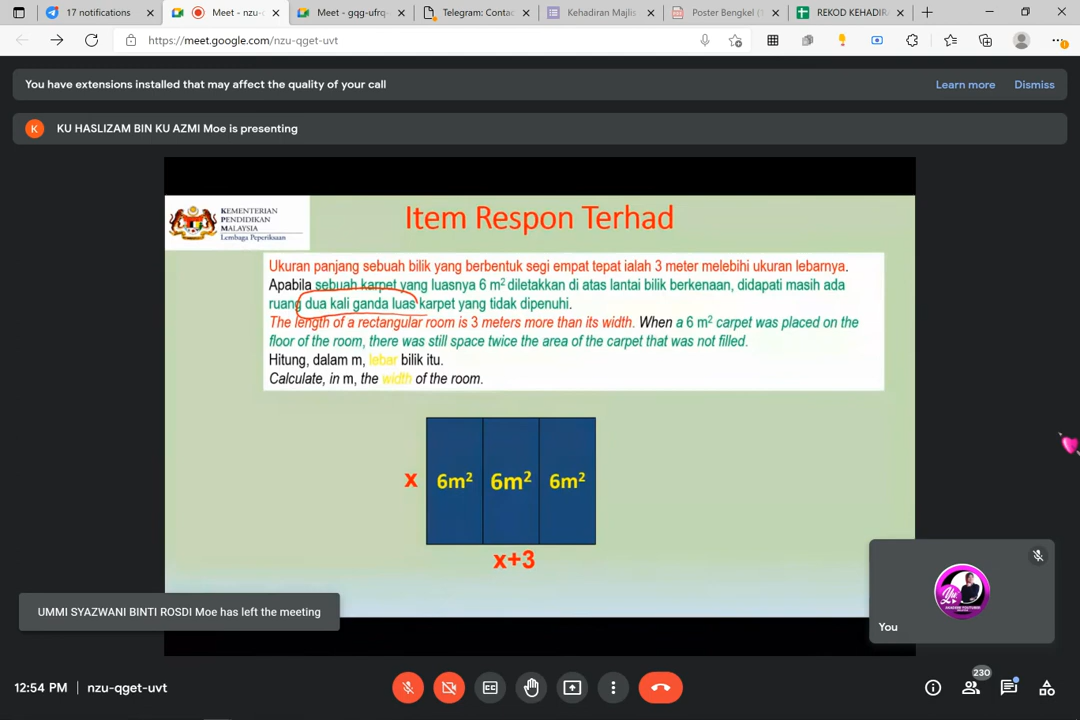 17 notifications
Meet - nzu-
Meet - gqg-ufrq-
Telegram: Contac
Kehadiran Majlis
Poster Bengkel (1
REKOD KEHADIRA
https://meet.google.com/nzu-qget-uvt
You have extensions installed that may affect the quality of your call
Learn more
Dismiss
K
KU HASLIZAM BIN KU AZMI Moe is presenting
KEMENTERIAN
PENDIDIKAN
MALAYSIA
Lembaga Peperiksaan
Item Respon Terhad
Ukuran panjang sebuah bilik yang berbentuk segi empat tepat ialah 3 meter melebihi ukuran lebarnya.
Apabila sebuah karpet yang luasnya 6 m² diletakkan di atas lantai bilik berkenaan, didapati masih ada
ruang dua kali ganda luas karpet yang tidak dipenuhi.
The length of a rectangular room is 3 meters more than its width. When a 6 m² carpet was placed on the
floor of the room, there was still space twice the area of the carpet that was not filled.
Hitung, dalam m, lebar bilik itu.
Calculate, in m, the width of the room.
x
6m² 6m² 6m²
x+3
UMMI SYAZWANI BINTI ROSDI Moe has left the meeting
You
12:54 PM | nzu-qget-uvt
230